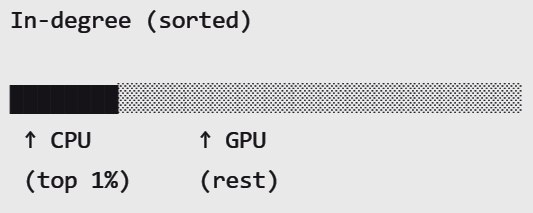 In-degree (sorted)
↑ CPU ↑ GPU
(top 1%) (rest)